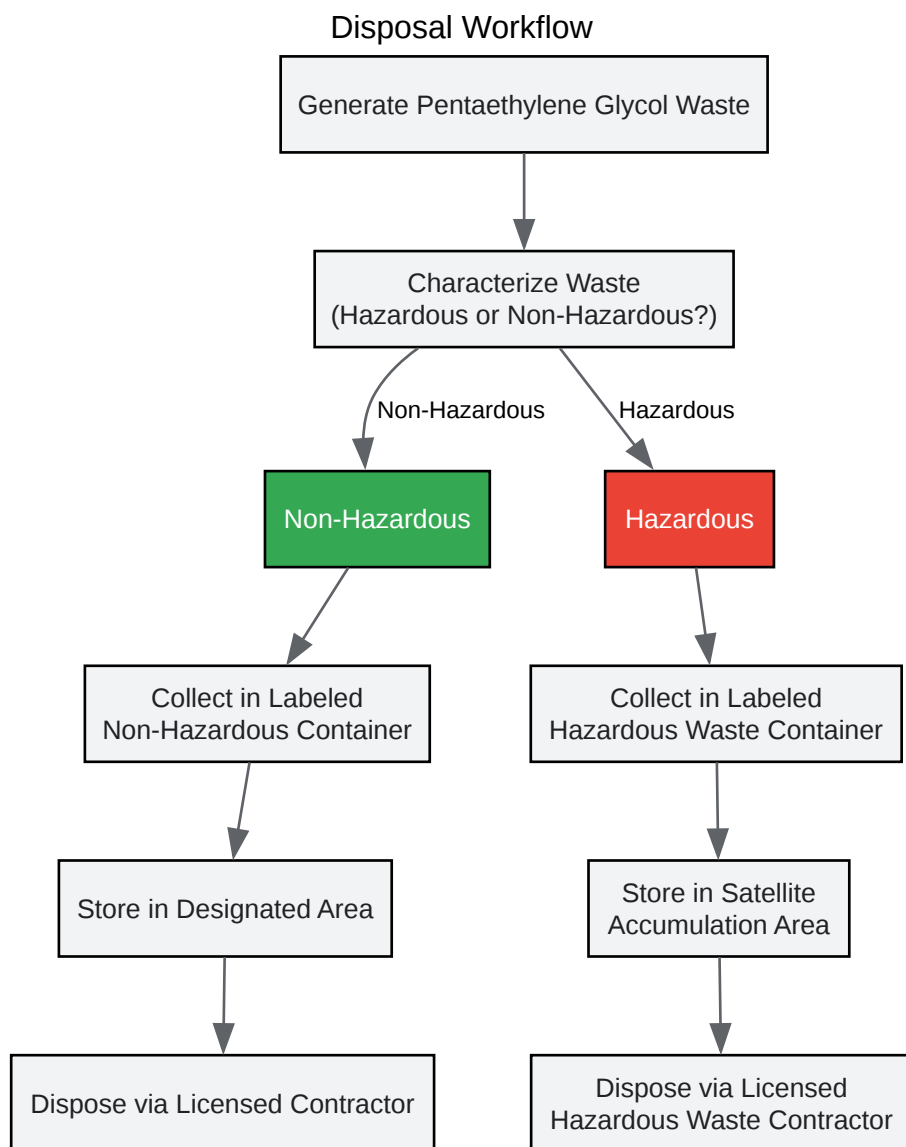 Disposal Workflow
Generate Pentaethylene Glycol Waste
Characterize Waste
(Hazardous or Non-Hazardous?)
Non-Hazardous
Hazardous
Non-Hazardous
Hazardous
Collect in Labeled
Non-Hazardous Container
Collect in Labeled
Hazardous Waste Container
Store in Designated Area
Store in Satellite
Accumulation Area
Dispose via Licensed Contractor
Dispose via Licensed
Hazardous Waste Contractor